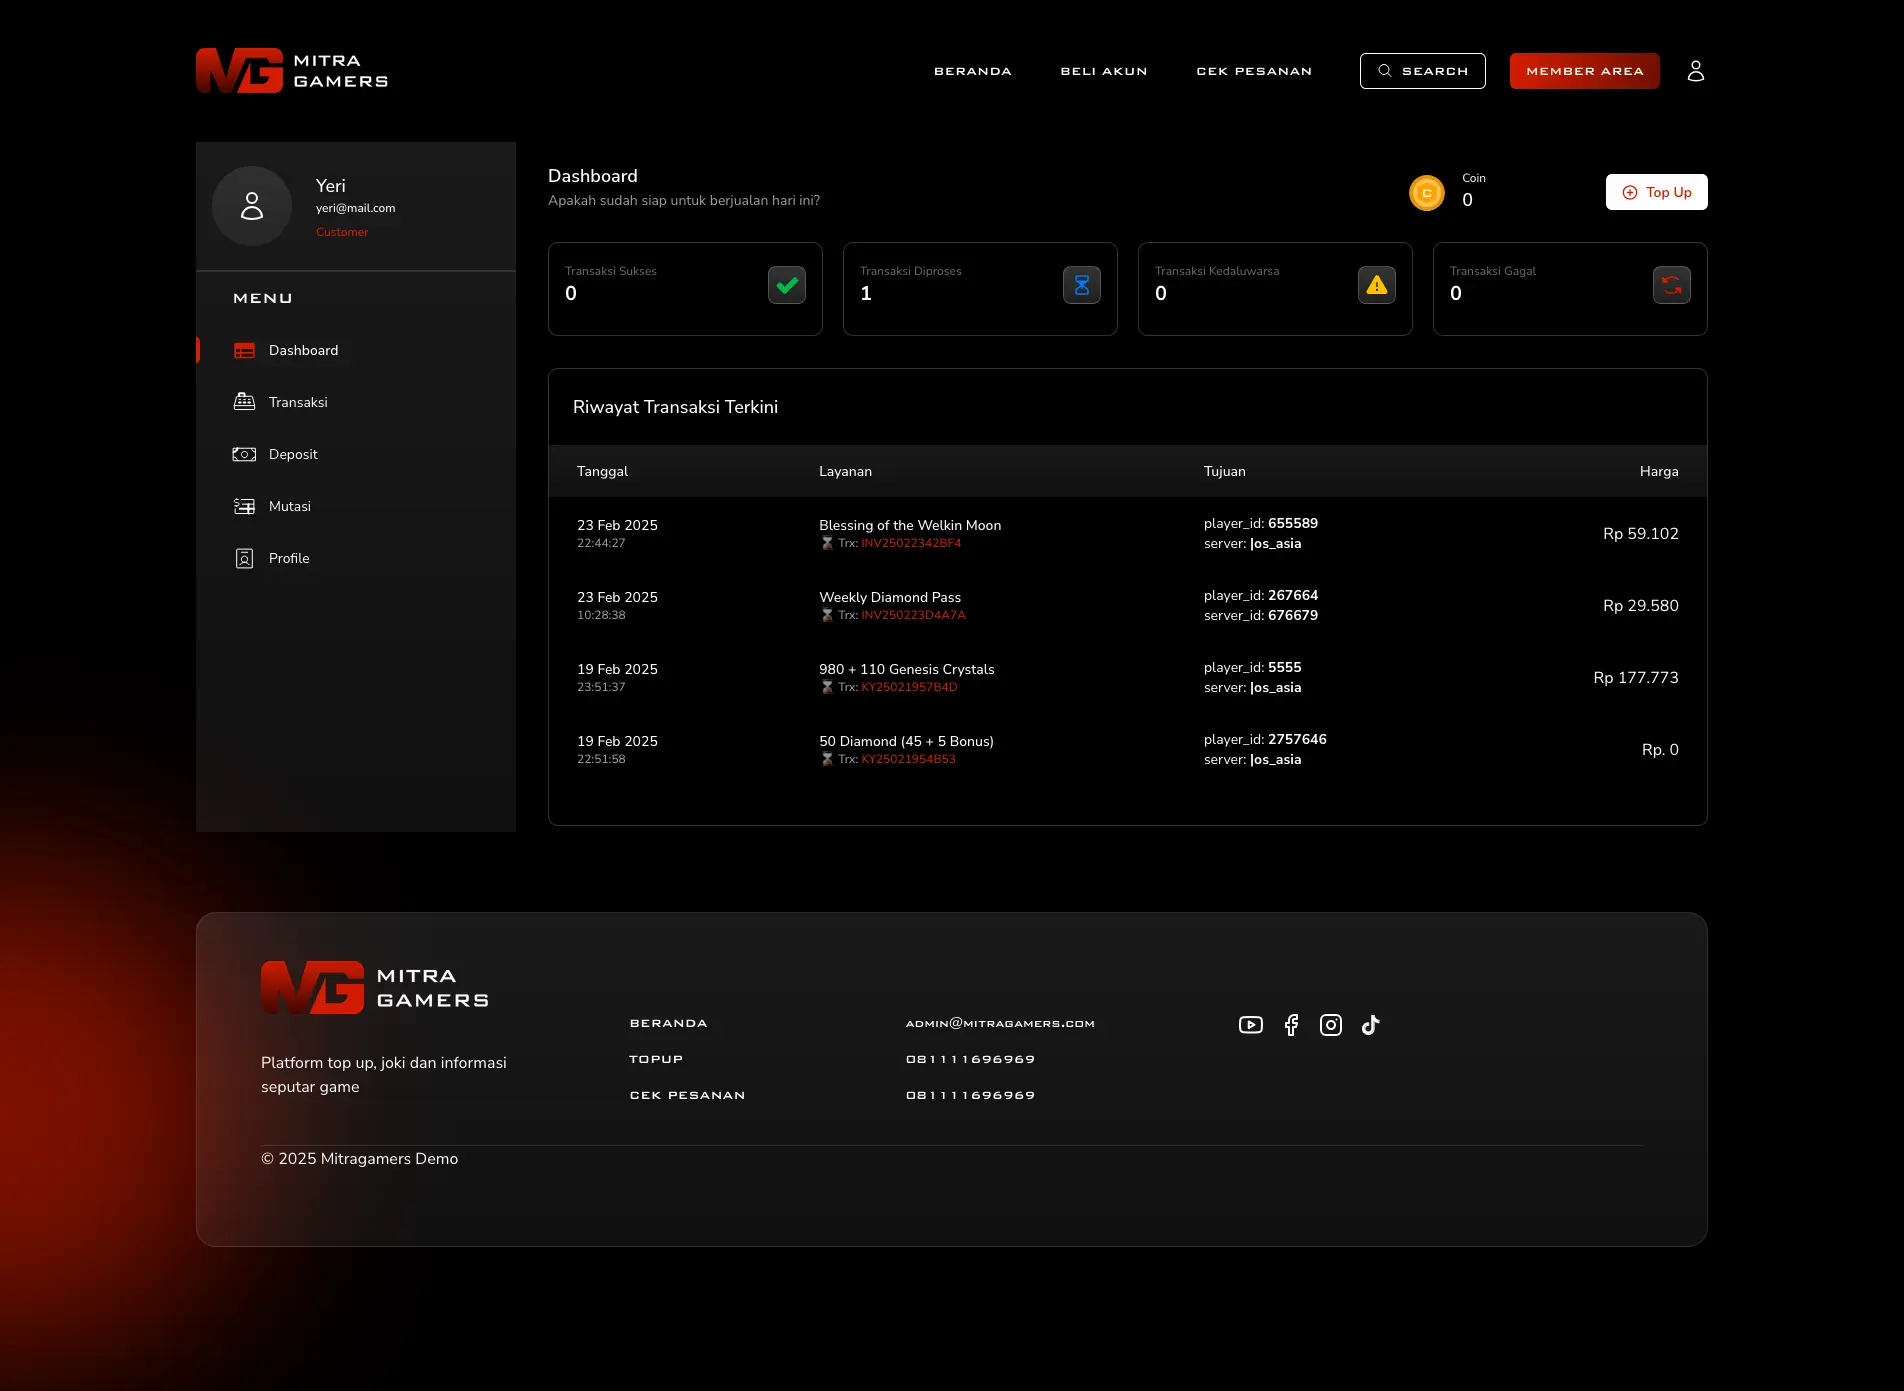 MITRA
GAMERS
BERANDA
BELI AKUN
CEK PESANAN
SEARCH
MEMBER AREA
Yeri
yeri@mail.com
Customer
MENU
Dashboard
Transaksi
Deposit
Mutasi
Profile
Dashboard
Apakah sudah siap untuk berjualan hari ini?
Coin
0
Top Up
Transaksi Sukses
0
Transaksi Diproses
1
Transaksi Kedaluwarsa
0
Transaksi Gagal
0
Riwayat Transaksi Terkini
Tanggal Layanan Tujuan Harga
23 Feb 2025 Blessing of the Welkin Moon player_id: 655589 Rp 59.102
22:44:27 Trx: INV25022342BF4 server: |os_asia
23 Feb 2025 Weekly Diamond Pass player_id: 267664 Rp 29.580
10:28:38 Trx: INV250223D4A7A server_id: 676679
19 Feb 2025 980 + 110 Genesis Crystals player_id: 5555 Rp 177.773
23:51:37 Trx: KY25021957B4D server: |os_asia
19 Feb 2025 50 Diamond (45 + 5 Bonus) player_id: 2757646 Rp. 0
22:51:58 Trx: KY25021954B53 server: |os_asia
MITRA
GAMERS
Platform top up, joki dan informasi
seputar game
BERANDA
TOPUP
CEK PESANAN
ADMIN@MITRAGAMERS.COM
081111696969
081111696969
© 2025 Mitragamers Demo